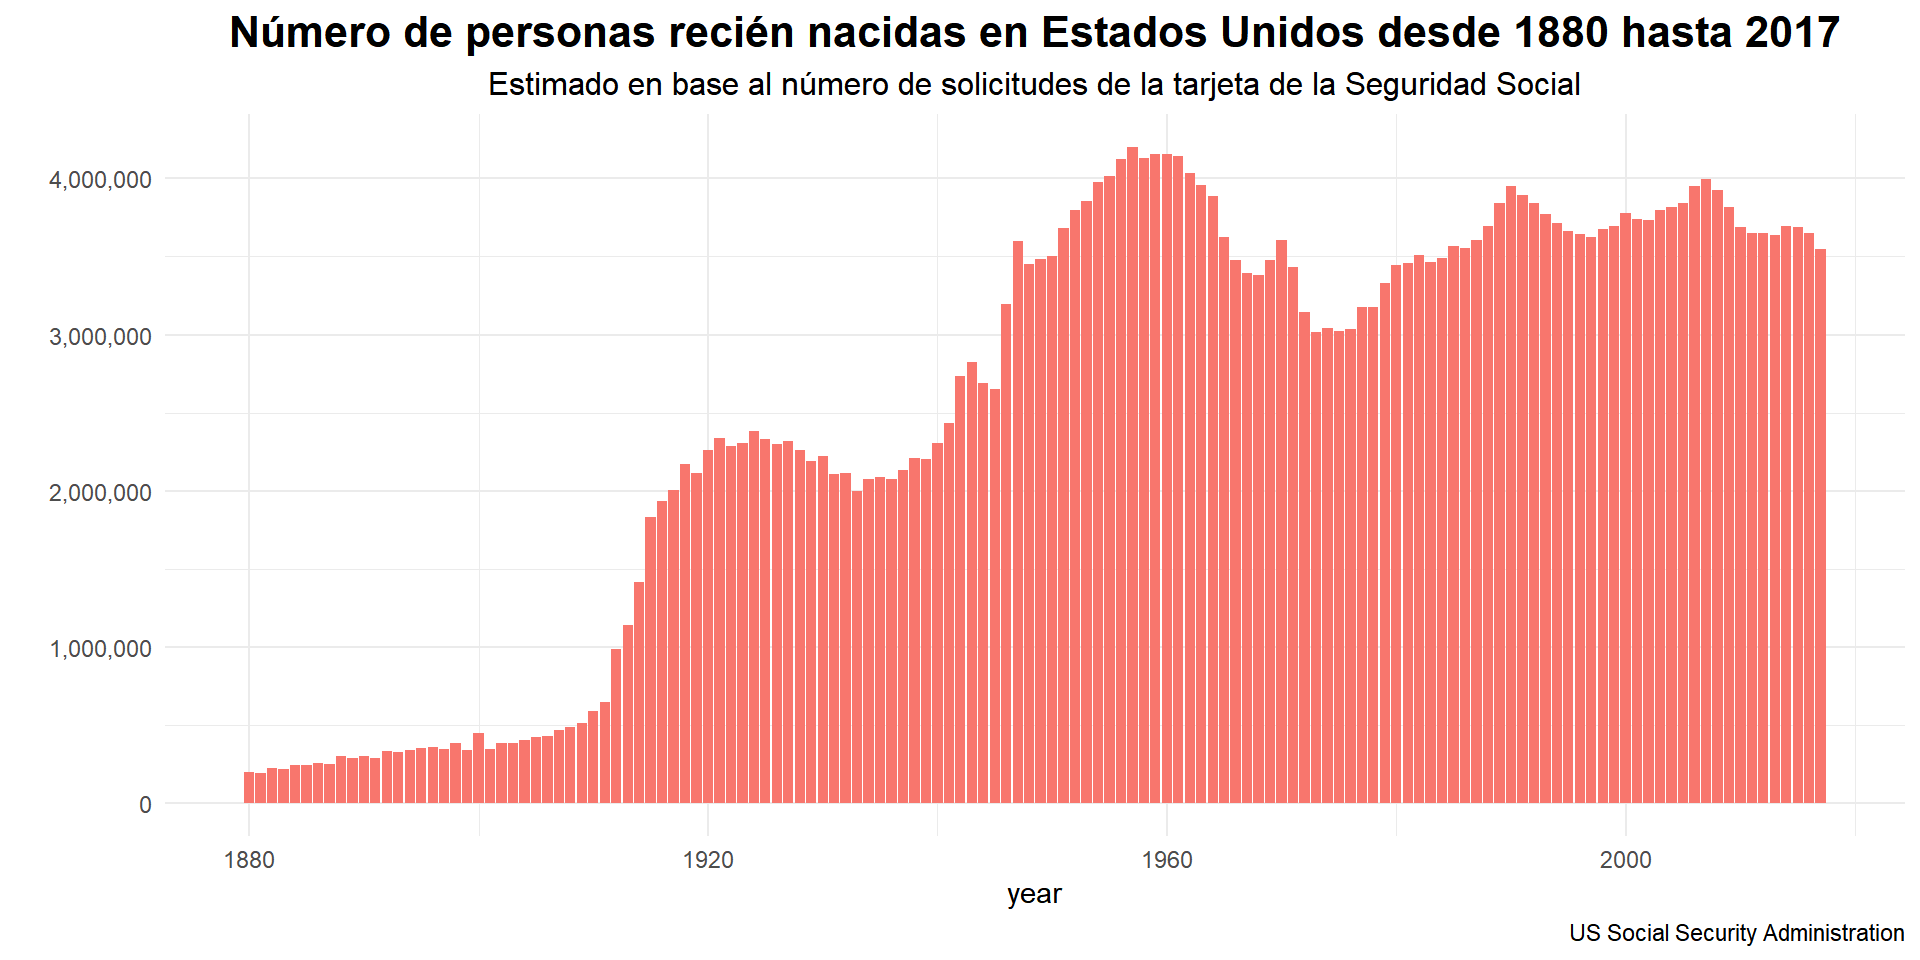 Número de personas recién nacidas en Estados Unidos desde 1880 hasta 2017
Estimado en base al número de solicitudes de la tarjeta de la Seguridad Social
4,000,000
3,000,000
2,000,000
1,000,000
0
1880 1920 1960 2000
year
US Social Security Administration